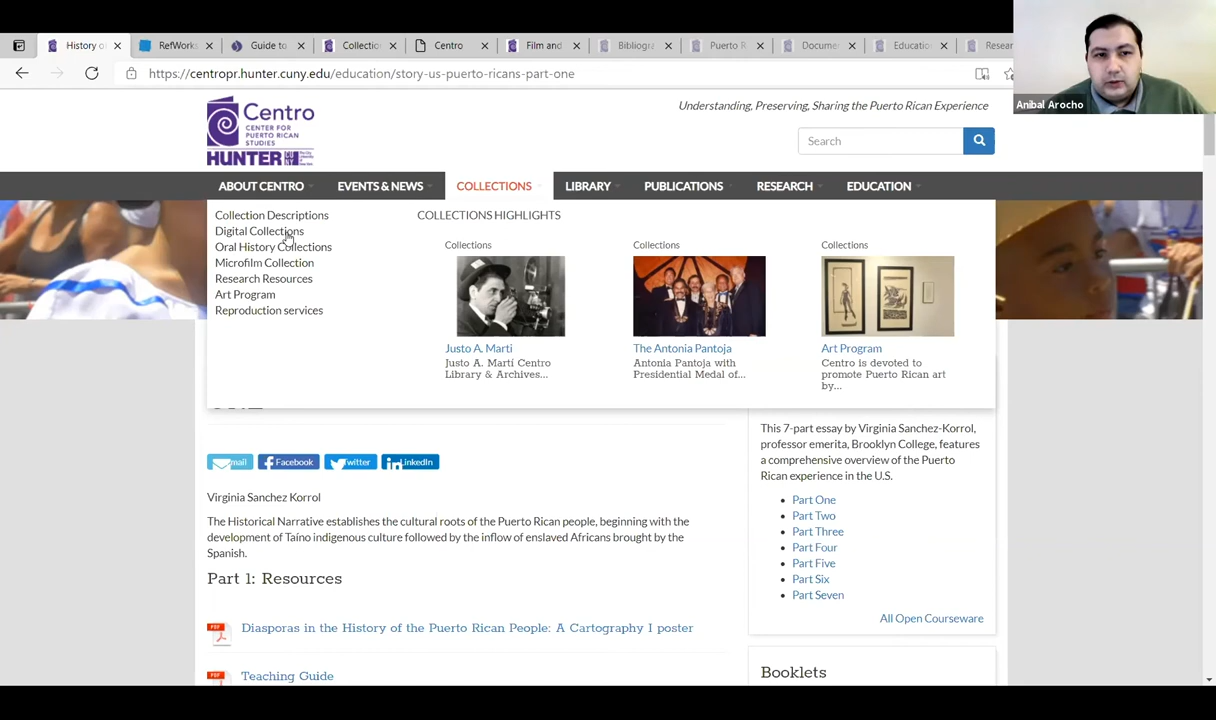 History of
RefWork
Guide to
Collectio
Centro
Film and
Bibliogra
Puerto R
Docume
Educatio
Resear
https://centropr.hunter.cuny.edu/education/story-us-puerto-ricans-part-one
Anibal Arocho
Centro
CENTER FOR
PUERTO RICAN
STUDIES
HUNTER
Understanding, Preserving, Sharing the Puerto Rican Experience
Search
ABOUT CENTRO
EVENTS & NEWS
COLLECTIONS
LIBRARY
PUBLICATIONS
RESEARCH
EDUCATION
Collection Descriptions
Digital Collections
Oral History Collections
Microfilm Collection
Research Resources
Art Program
Reproduction services
COLLECTIONS HIGHLIGHTS
Collections
Justo A. Marti
Justo A. Martí Centro
Library & Archives...
Collections
The Antonia Pantoja
Antonia Pantoja with
Presidential Medal of...
Collections
Art Program
Centro is devoted to
promote Puerto Rican art
by...
mail
Facebook
Twitter
LinkedIn
Virginia Sanchez Korrol
The Historical Narrative establishes the cultural roots of the Puerto Rican people, beginning with the
development of Taíno indigenous culture followed by the inflow of enslaved Africans brought by the
Spanish.
Part 1: Resources
PDF
Diasporas in the History of the Puerto Rican People: A Cartography I poster
PDF
Teaching Guide
This 7-part essay by Virginia Sanchez-Korrol,
professor emerita, Brooklyn College, features
a comprehensive overview of the Puerto
Rican experience in the U.S.
Part One
Part Two
Part Three
Part Four
Part Five
Part Six
Part Seven
All Open Courseware
Booklets